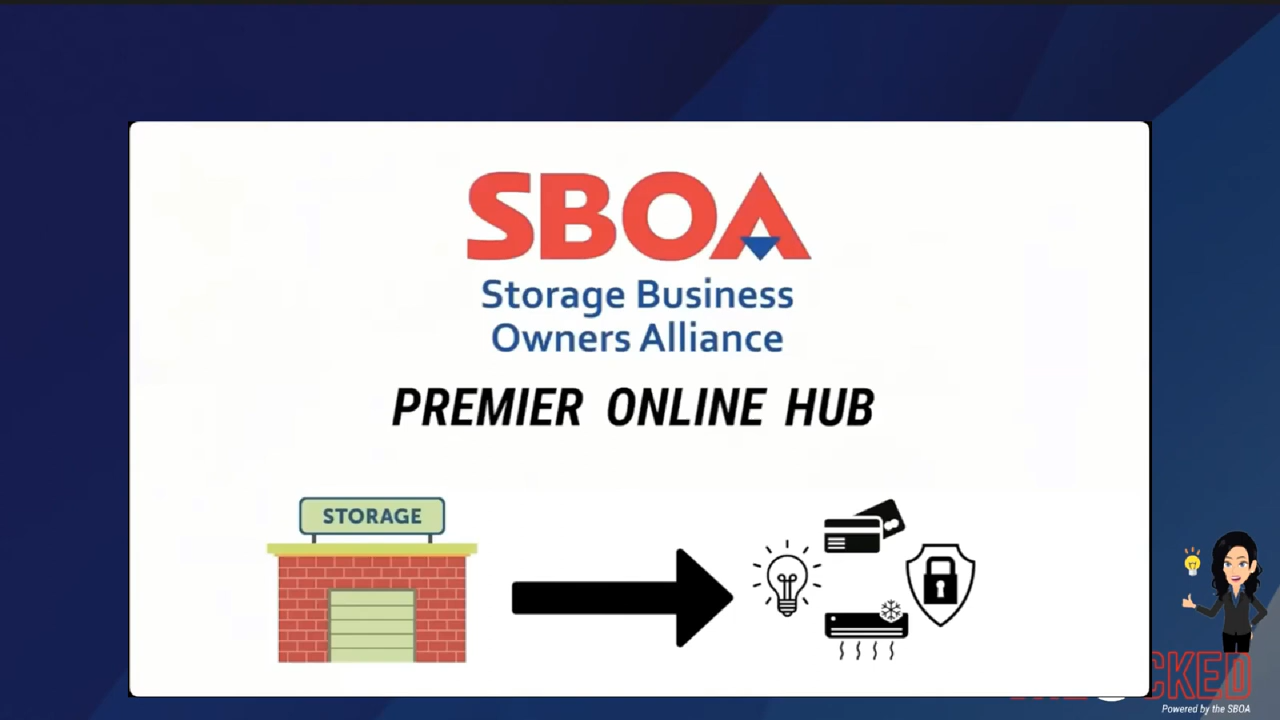 SBOA
Storage Business
Owners Alliance
PREMIER ONLINE HUB
STORAGE
CKED
Powered by the SBOA